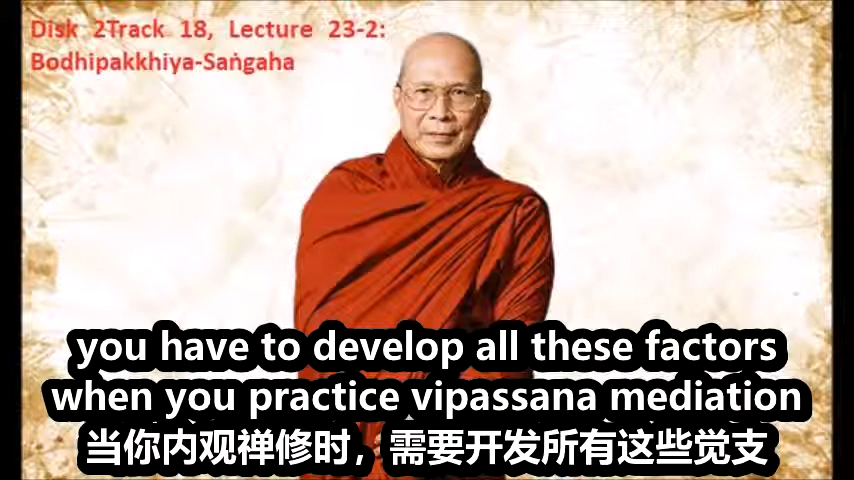 Disk 2Track 18, Lecture 23-2:
Bodhipakkhiya-Saṅgaha
you have to develop all these factors
when you practice vipassana mediation
当你内观禅修时，需要开发所有这些觉支